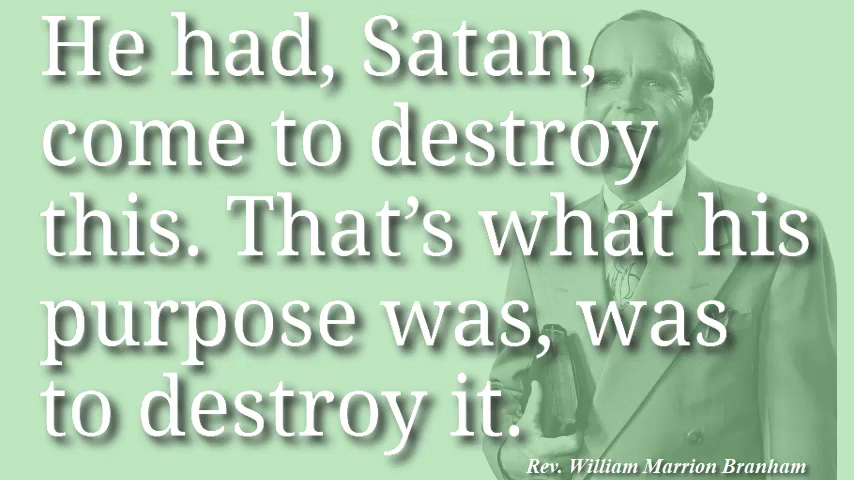 He had, Satan,
come to destroy
this. That’s what his
purpose was, was
to destroy it.
Rev. William Marrion Branham